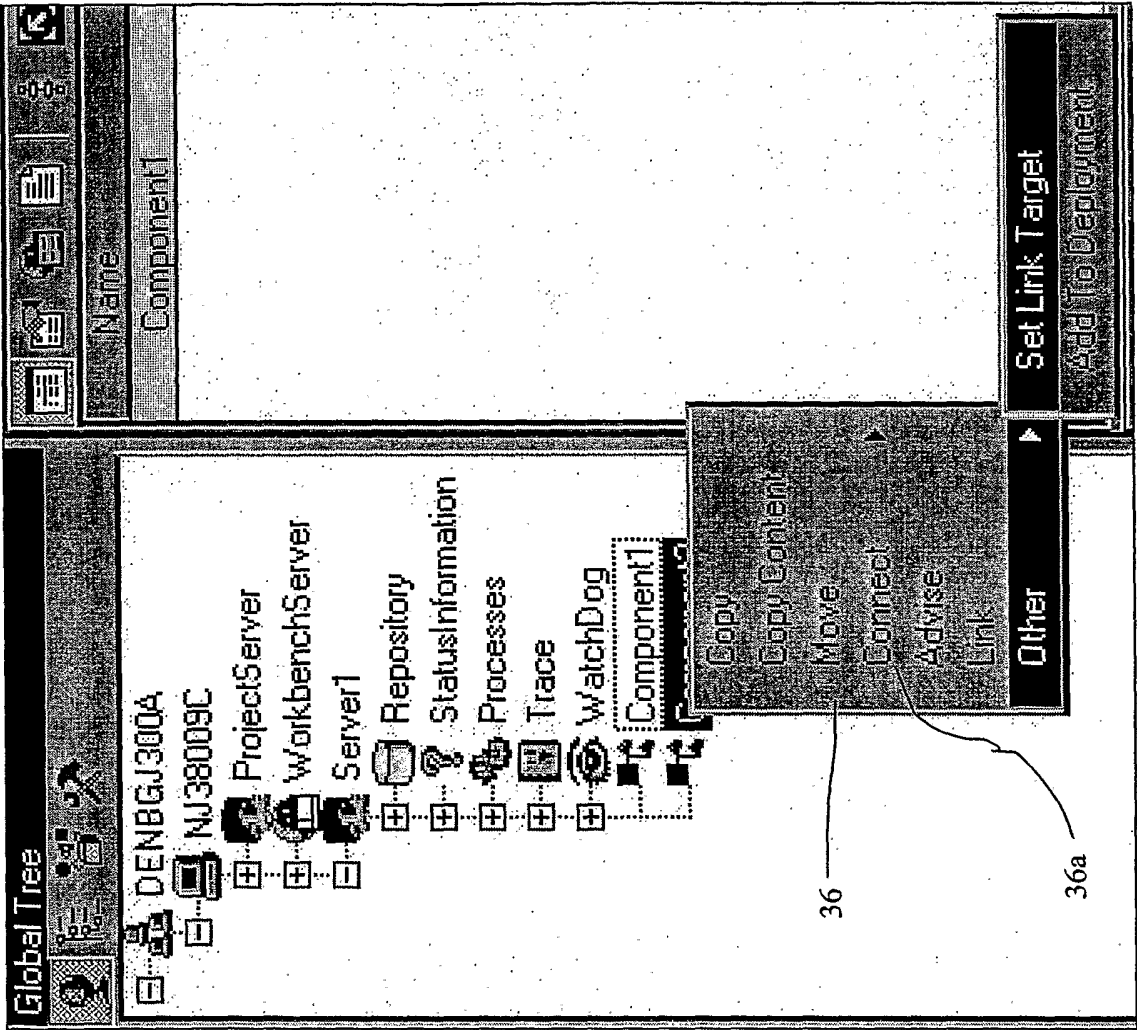 Global Tree
DENBGJ300A
NJ38009C
ProjectServer
WorkbenchServer
Server1
Repository
StatusInformation
Processes
Trace
WatchDog
Component1
Name
Component1
Copy
Copy Content
Move
Connect
Advise
Link
Other
Set Link Target
Add To Deployment
36
36a